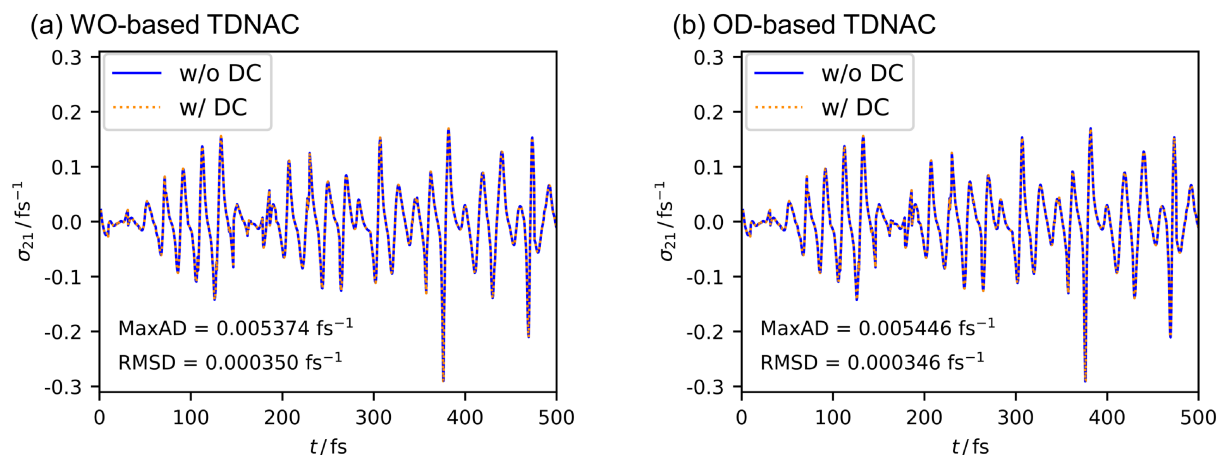 (a) WO-based TDNAC
0.3
0.2
0.1
0.0
-0.1
-0.2
-0.3
σ₂₁ / fs⁻¹
w/o DC
w/ DC
MaxAD = 0.005374 fs⁻¹
RMSD = 0.000350 fs⁻¹
0 100 200 300 400 500
t / fs
(b) OD-based TDNAC
0.3
0.2
0.1
0.0
-0.1
-0.2
-0.3
σ₂₁ / fs⁻¹
w/o DC
w/ DC
MaxAD = 0.005446 fs⁻¹
RMSD = 0.000346 fs⁻¹
0 100 200 300 400 500
t / fs